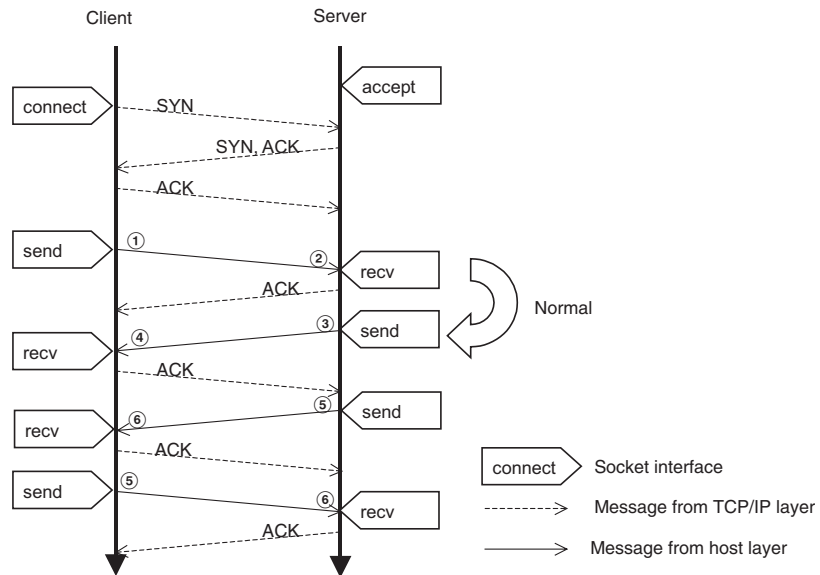 Client
Server
accept
connect
SYN
SYN, ACK
ACK
send
①
②
recv
ACK
Normal
③
send
④
recv
ACK
⑤
send
⑥
recv
ACK
connect
Socket interface
send
⑤
⑥
recv
Message from TCP/IP layer
ACK
Message from host layer